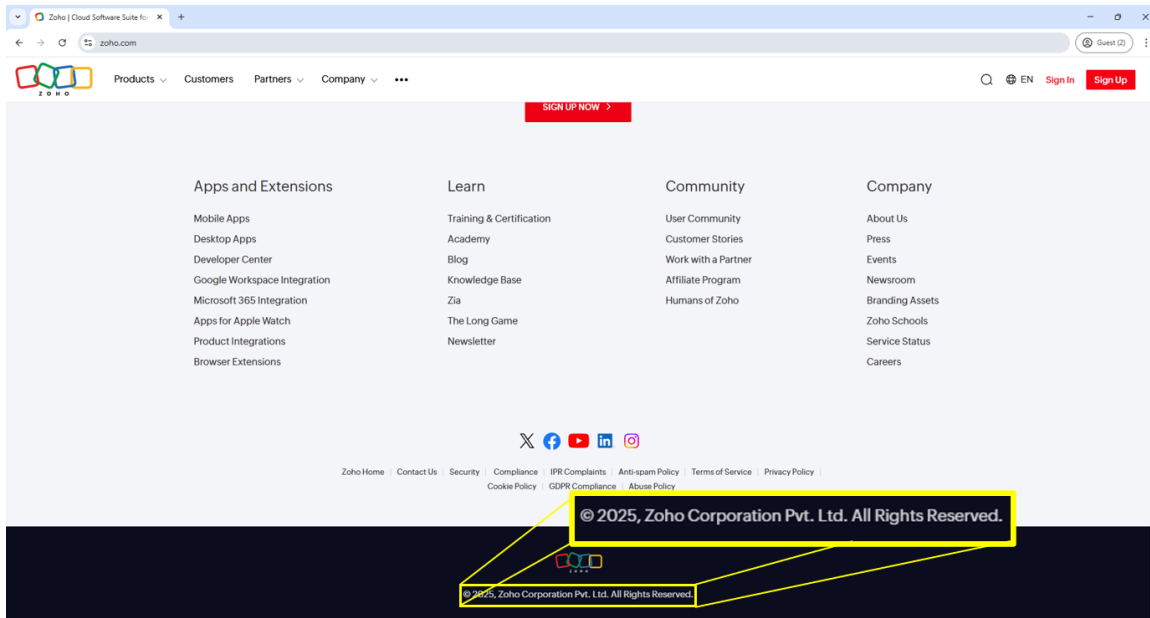 Zoho | Cloud Software Suite for
zoho.com
Guest (2)
ZOHO
Products
Customers
Partners
Company
EN
Sign In
Sign Up
SIGN UP NOW >
Apps and Extensions
Mobile Apps
Desktop Apps
Developer Center
Google Workspace Integration
Microsoft 365 Integration
Apps for Apple Watch
Product Integrations
Browser Extensions
Learn
Training & Certification
Academy
Blog
Knowledge Base
Zia
The Long Game
Newsletter
Community
User Community
Customer Stories
Work with a Partner
Affiliate Program
Humans of Zoho
Company
About Us
Press
Events
Newsroom
Branding Assets
Zoho Schools
Service Status
Careers
Zoho Home | Contact Us | Security | Compliance | IPR Complaints | Anti-spam Policy | Terms of Service | Privacy Policy |
Cookie Policy | GDPR Compliance | Abuse Policy
© 2025, Zoho Corporation Pvt. Ltd. All Rights Reserved.
ZOHO
© 2025, Zoho Corporation Pvt. Ltd. All Rights Reserved.